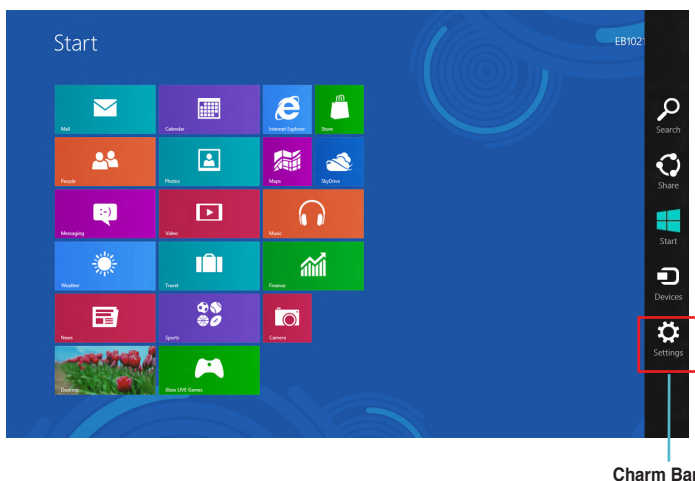 Start
EB1021
Mail
Calendar
Internet Explorer
Store
People
Photos
Maps
SkyDrive
Messaging
:-)
Video
Music
Weather
Travel
Finance
News
Sports
Camera
Desktop
Xbox LIVE Games
Search
Share
Start
Devices
Settings
Charm Bar